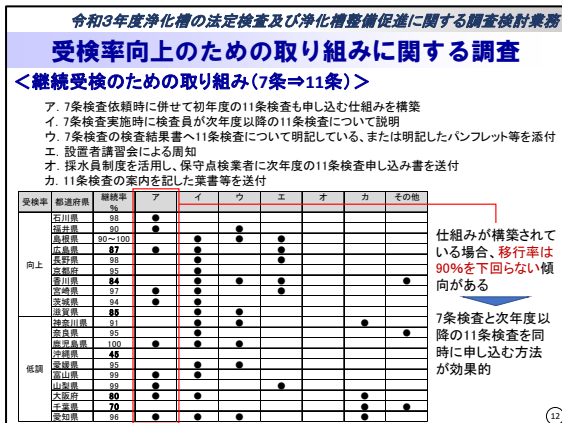 令和3年度浄化槽の法定検査及び浄化槽整備促進に関する調査検討業務
受検率向上のための取り組みに関する調査
＜継続受検のための取り組み(7条⇒11条)＞
ア．7条検査依頼時に併せて初年度の11条検査も申し込む仕組みを構築
イ．7条検査実施時に検査員が次年度以降の11条検査について説明
ウ．7条検査の検査結果書へ11条検査について明記している、または明記したパンフレット等を添付
エ．設置者講習会による周知
オ．採水員制度を活用し、保守点検業者に次年度の11条検査申し込み書を送付
カ．11条検査の案内を記した葉書等を送付
受検率 都道府県 継続率% ア イ ウ エ オ カ その他
向上
石川県 98 ●
福井県 90 ● ●
島根県 90～100 ● ● ●
広島県 87 ● ● ●
長野県 98 ● ●
京都府 95 ●
香川県 84 ● ● ● ●
宮崎県 97 ● ● ●
茨城県 94 ● ●
滋賀県 85 ● ●
低調
神奈川県 91 ● ● ●
奈良県 95 ● ●
鹿児島県 100 ● ● ●
沖縄県 45
愛媛県 95 ● ●
富山県 99 ● ●
山梨県 99 ● ●
大阪府 80 ● ● ●
千葉県 70 ● ●
愛知県 96 ● ● ● ●
仕組みが構築されて
いる場合、移行率は
90%を下回らない傾
向がある
7条検査と次年度以
降の11条検査を同
時に申し込む方法
が効果的
12